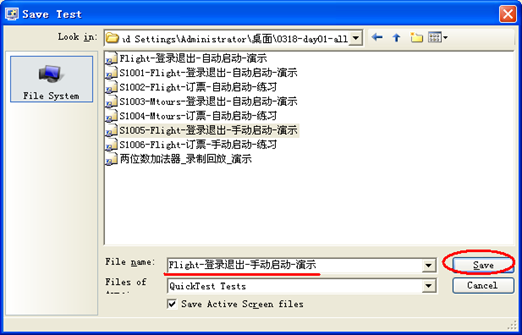 Save Test
Look in:
ıd Settings\Administrator\桌面\0318-day01-all
File System
Flight-登录退出-自动启动-演示
S1001-Flight-登录退出-自动启动-演示
S1002-Flight-订票-自动启动-练习
S1003-Mtours-登录退出-自动启动-演示
S1004-Mtours-订票-自动启动-练习
S1005-Flight-登录退出-手动启动-演示
S1006-Flight-订票-手动启动-练习
两位数加法器_录制回放_演示
File name:
Flight-登录退出-手动启动-演示
Save
Files of
QuickTest Tests
Cancel
Save Active Screen files